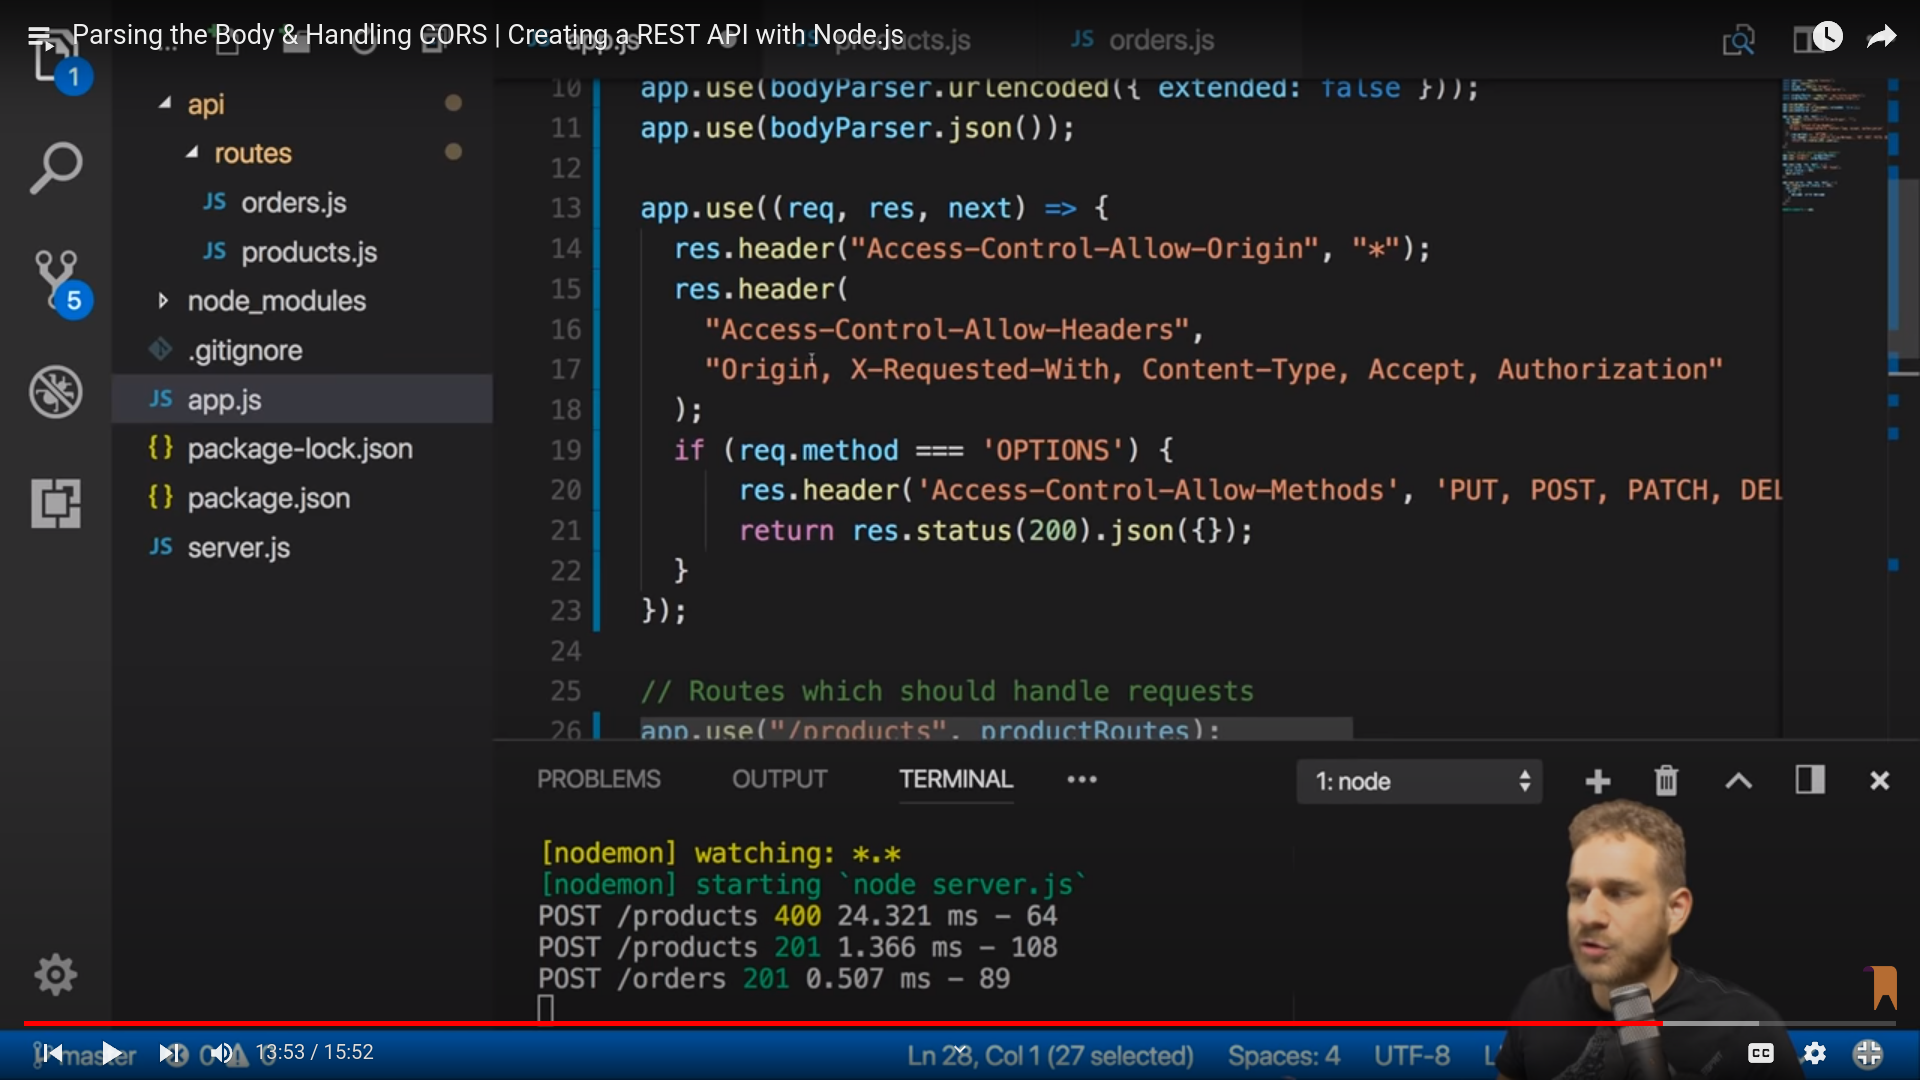 Parsing the Body & Handling CORS | Creating a REST API with Node.js
app.js
products.js
orders.js
1
api
routes
orders.js
products.js
5
node_modules
.gitignore
app.js
package-lock.json
package.json
server.js
10 app.use(bodyParser.urlencoded({ extended: false }));
11 app.use(bodyParser.json());
12
13 app.use((req, res, next) => {
14 res.header("Access-Control-Allow-Origin", "*");
15 res.header(
16 "Access-Control-Allow-Headers",
17 "Origin, X-Requested-With, Content-Type, Accept, Authorization"
18 );
19 if (req.method === 'OPTIONS') {
20 res.header('Access-Control-Allow-Methods', 'PUT, POST, PATCH, DEL
21 return res.status(200).json({});
22 }
23 });
24
25 // Routes which should handle requests
26 app.use("/products", productRoutes);
PROBLEMS OUTPUT TERMINAL ••• 1: node
[nodemon] watching: *.*
[nodemon] starting `node server.js`
POST /products 400 24.321 ms - 64
POST /products 201 1.366 ms - 108
POST /orders 201 0.507 ms - 89
master 0 13:53 / 15:52
Ln 28, Col 1 (27 selected) Spaces: 4 UTF-8
CC